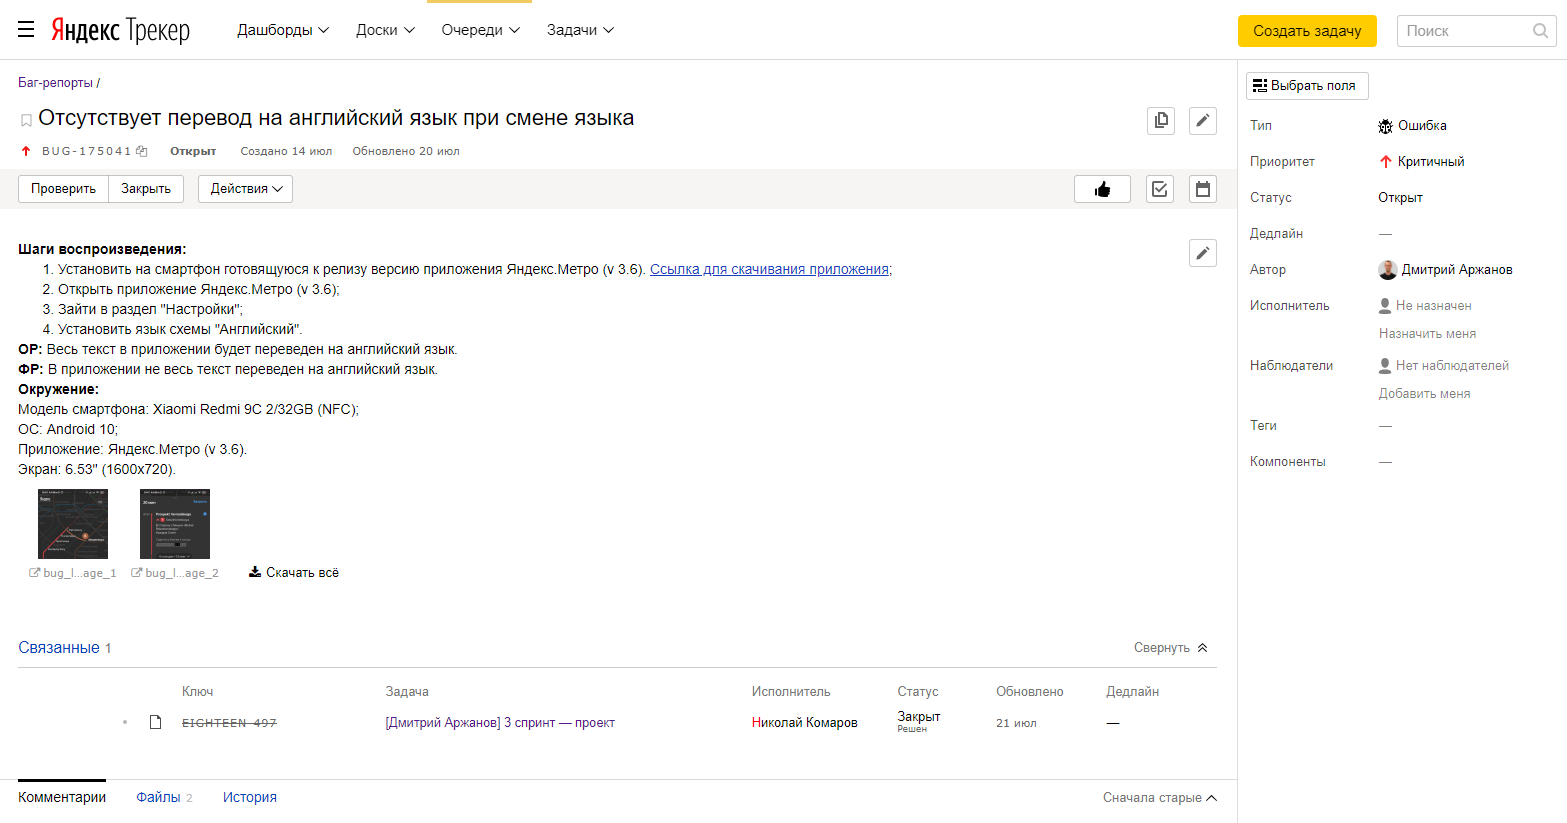 Яндекс Трекер Дашборды Доски Очереди Задачи Создать задачу Поиск
Баг-репорты /
Отсутствует перевод на английский язык при смене языка
BUG-175041 Открыт Создано 14 июл Обновлено 20 июл
Проверить Закрыть Действия
Шаги воспроизведения:
1. Установить на смартфон готовящуюся к релизу версию приложения Яндекс.Метро (v 3.6). Ссылка для скачивания приложения;
2. Открыть приложение Яндекс.Метро (v 3.6);
3. Зайти в раздел "Настройки";
4. Установить язык схемы "Английский".
ОР: Весь текст в приложении будет переведен на английский язык.
ФР: В приложении не весь текст переведен на английский язык.
Окружение:
Модель смартфона: Xiaomi Redmi 9C 2/32GB (NFC);
ОС: Android 10;
Приложение: Яндекс.Метро (v 3.6).
Экран: 6.53" (1600x720).
bug_l...age_1 bug_l...age_2 Скачать всё
Связанные 1 Свернуть
Ключ Задача Исполнитель Статус Обновлено Дедлайн
EIGHTEEN-497 [Дмитрий Аржанов] 3 спринт — проект Николай Комаров Закрыт 21 июл —
Решен
Комментарии Файлы 2 История Сначала старые
Выбрать поля
Тип Ошибка
Приоритет Критичный
Статус Открыт
Дедлайн —
Автор Дмитрий Аржанов
Исполнитель Не назначен
Назначить меня
Наблюдатели Нет наблюдателей
Добавить меня
Теги —
Компоненты —